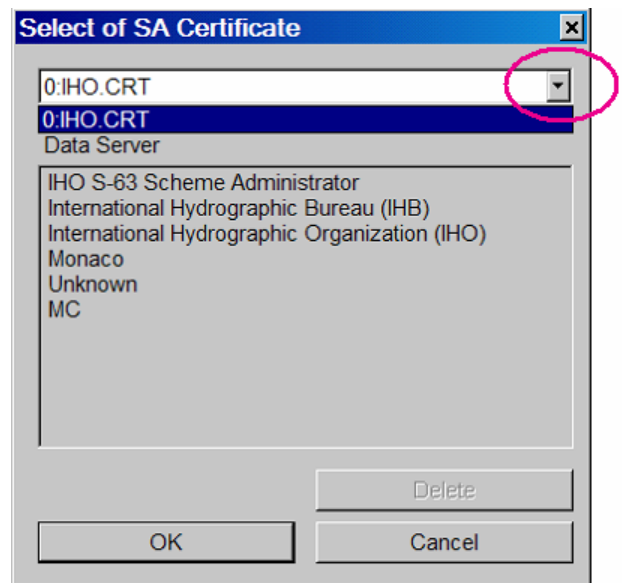 Select of SA Certificate
0:IHO.CRT
0:IHO.CRT
Data Server
IHO S-63 Scheme Administrator
International Hydrographic Bureau (IHB)
International Hydrographic Organization (IHO)
Monaco
Unknown
MC
Delete
OK
Cancel